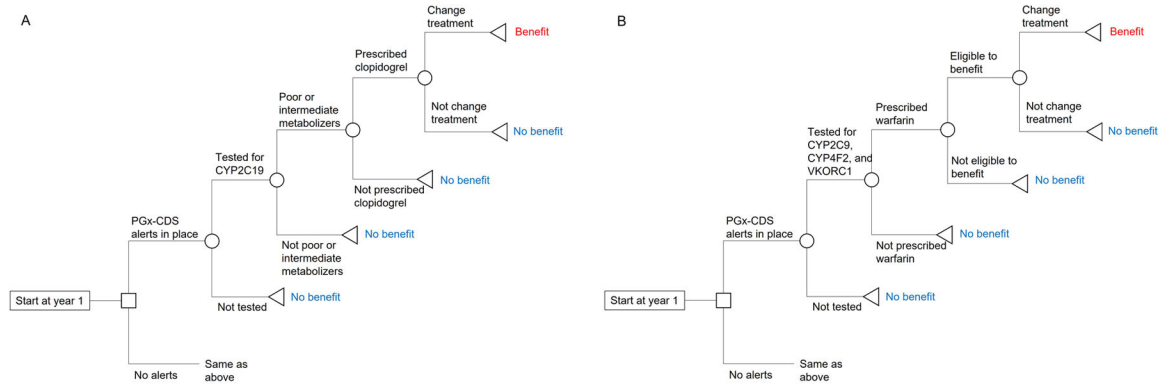 A
Change
treatment
Benefit
Prescribed
clopidogrel
Not change
treatment
No benefit
Poor or
intermediate
metabolizers
Not prescribed
clopidogrel
No benefit
Tested for
CYP2C19
Not poor or
intermediate
metabolizers
No benefit
PGx-CDS
alerts in place
Not tested
No benefit
Start at year 1
No alerts
Same as
above
B
Change
treatment
Benefit
Eligible to
benefit
Not change
treatment
No benefit
Prescribed
warfarin
Not eligible to
benefit
No benefit
Tested for
CYP2C9,
CYP4F2, and
VKORC1
Not prescribed
warfarin
No benefit
PGx-CDS
alerts in place
Not tested
No benefit
Start at year 1
No alerts
Same as
above